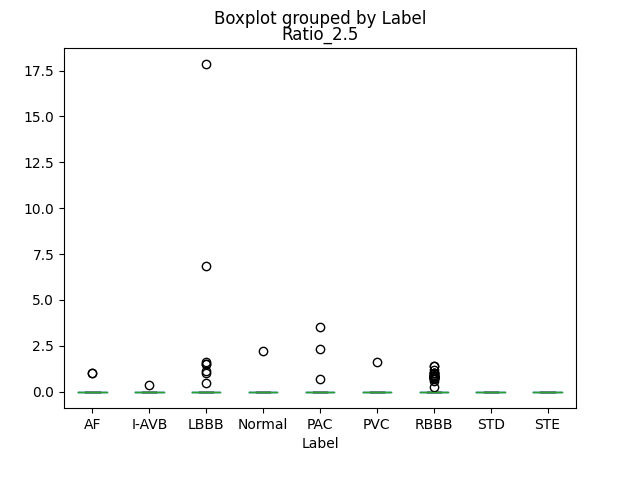 Boxplot grouped by Label
Ratio_2.5
17.5
15.0
12.5
10.0
7.5
5.0
2.5
0.0
AF I-AVB LBBB Normal PAC PVC RBBB STD STE
Label